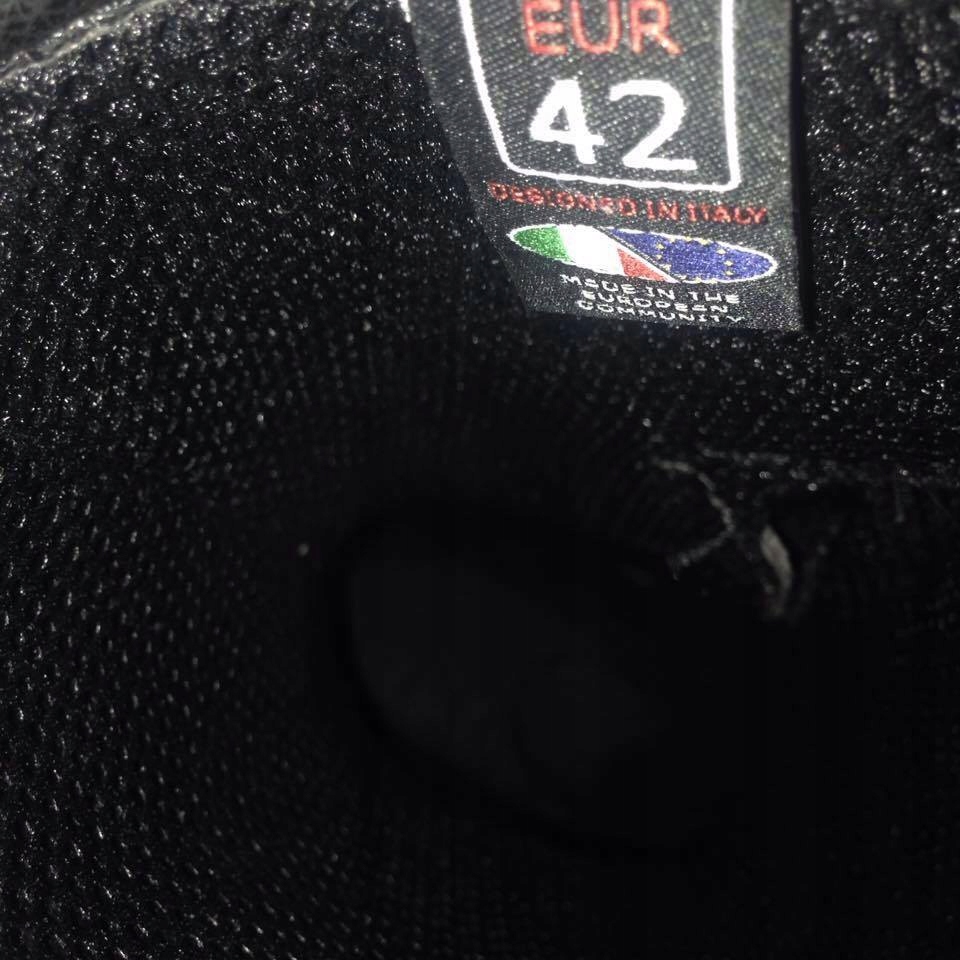 EUR
42
DESIGNED IN ITALY
MADE IN THE
EUROPEAN
COMMUNITY